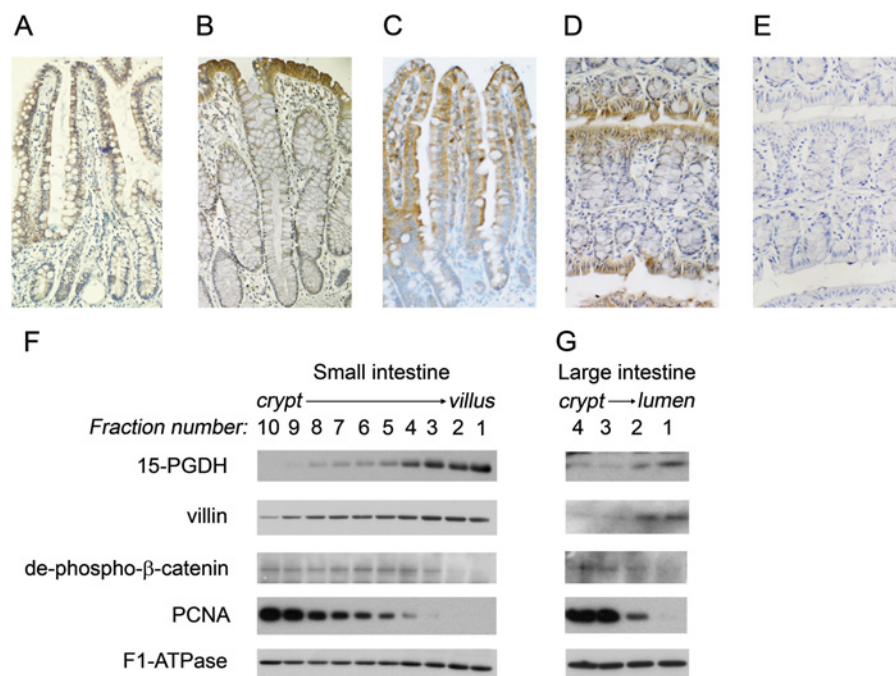 A B C D E
F G
Small intestine Large intestine
crypt villus crypt lumen
Fraction number: 10 9 8 7 6 5 4 3 2 1 4 3 2 1
15-PGDH
villin
de-phospho-β-catenin
PCNA
F1-ATPase